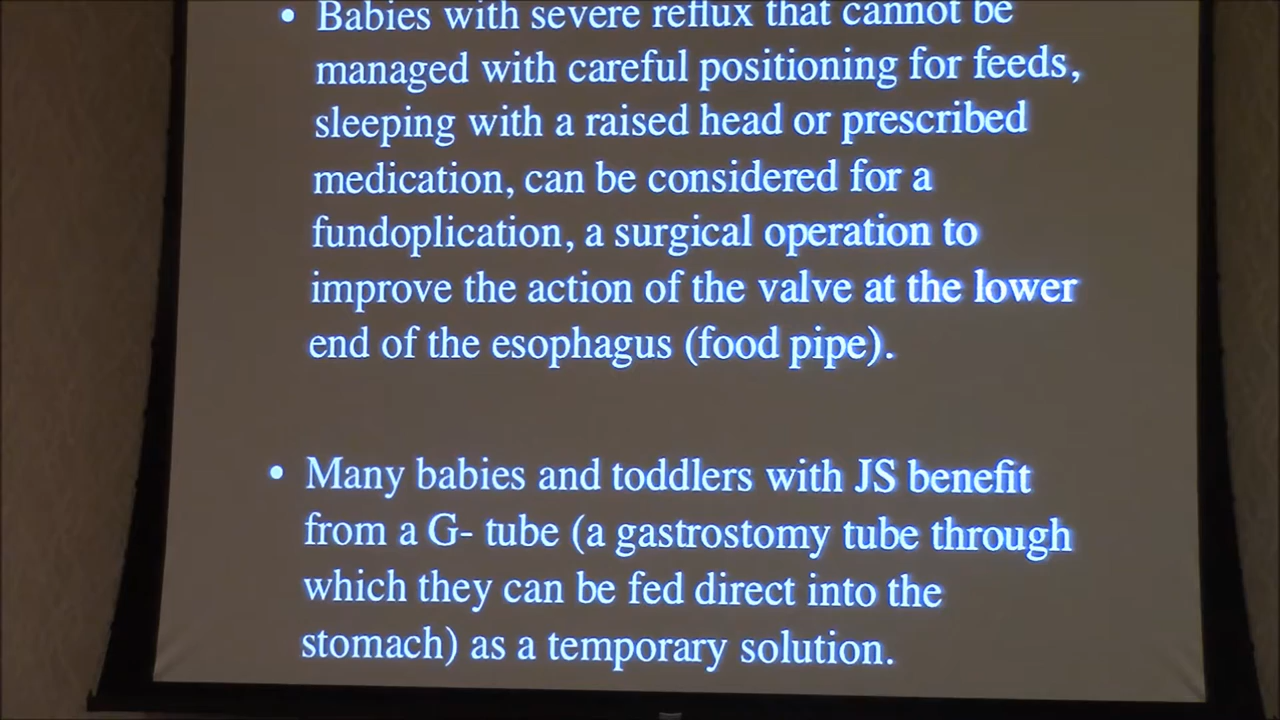 • Babies with severe reflux that cannot be
managed with careful positioning for feeds,
sleeping with a raised head or prescribed
medication, can be considered for a
fundoplication, a surgical operation to
improve the action of the valve at the lower
end of the esophagus (food pipe).
• Many babies and toddlers with JS benefit
from a G- tube (a gastrostomy tube through
which they can be fed direct into the
stomach) as a temporary solution.